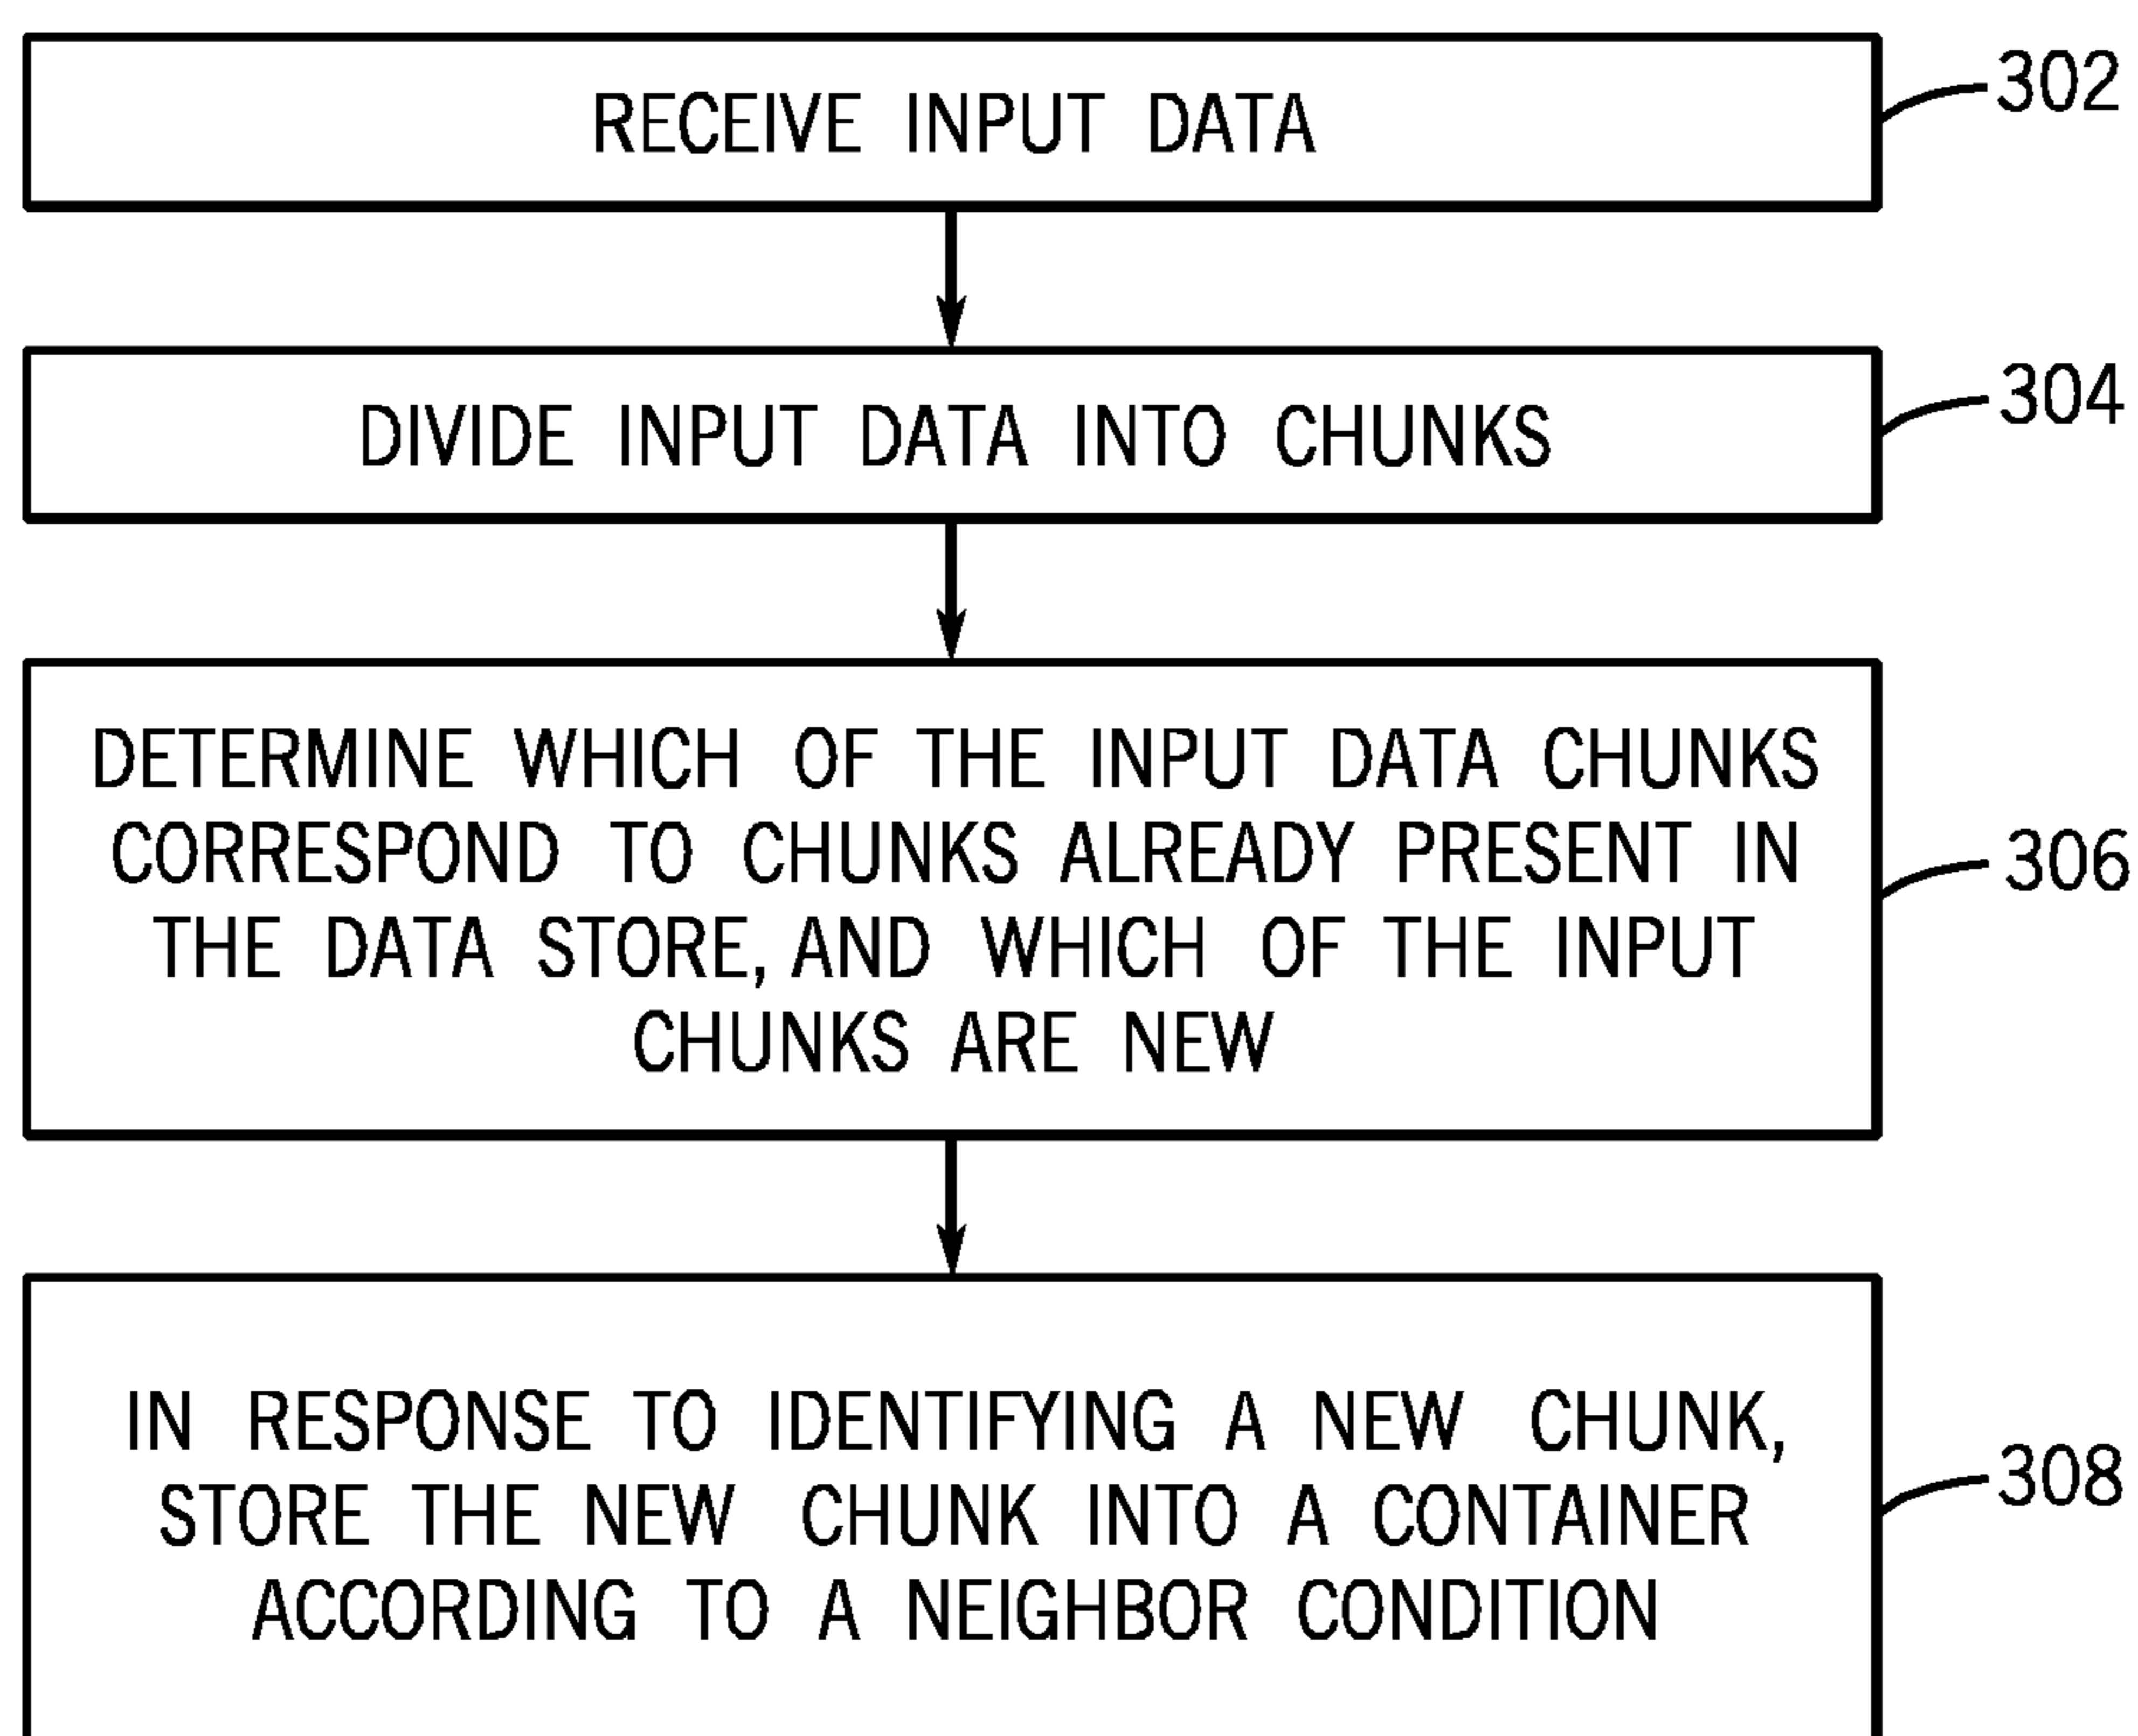 RECEIVE INPUT DATA
302
DIVIDE INPUT DATA INTO CHUNKS
304
DETERMINE WHICH OF THE INPUT DATA CHUNKS
CORRESPOND TO CHUNKS ALREADY PRESENT IN
THE DATA STORE, AND WHICH OF THE INPUT
CHUNKS ARE NEW
306
IN RESPONSE TO IDENTIFYING A NEW CHUNK,
STORE THE NEW CHUNK INTO A CONTAINER
ACCORDING TO A NEIGHBOR CONDITION
308